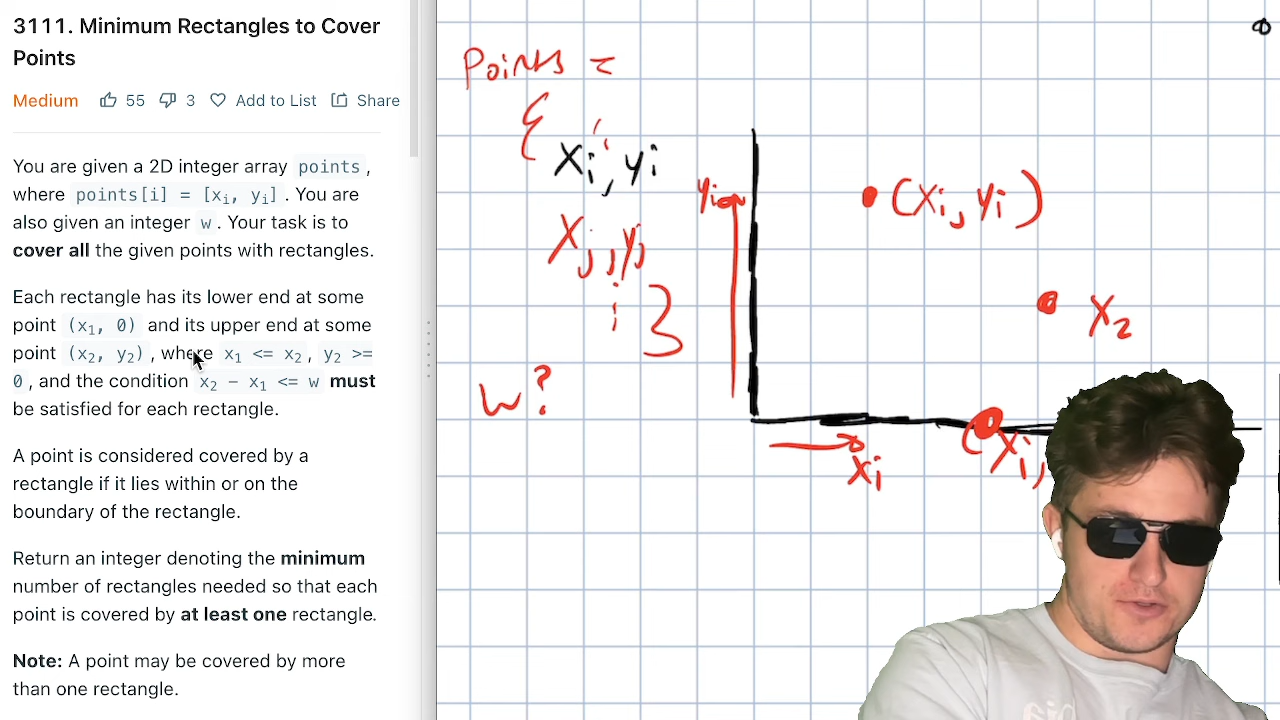 3111. Minimum Rectangles to Cover
Points
Medium 55 3 Add to List Share
You are given a 2D integer array points,
where points[i] = [xi, yi]. You are
also given an integer w. Your task is to
cover all the given points with rectangles.
Each rectangle has its lower end at some
point (x1, 0) and its upper end at some
point (x2, y2), where x1 <= x2, y2 >=
0, and the condition x2 - x1 <= w must
be satisfied for each rectangle.
A point is considered covered by a
rectangle if it lies within or on the
boundary of the rectangle.
Return an integer denoting the minimum
number of rectangles needed so that each
point is covered by at least one rectangle.
Note: A point may be covered by more
than one rectangle.
Points =
{
xi, yi
xj, yj
}
w?
yi
(xi, yi)
x2
xi
(xi,